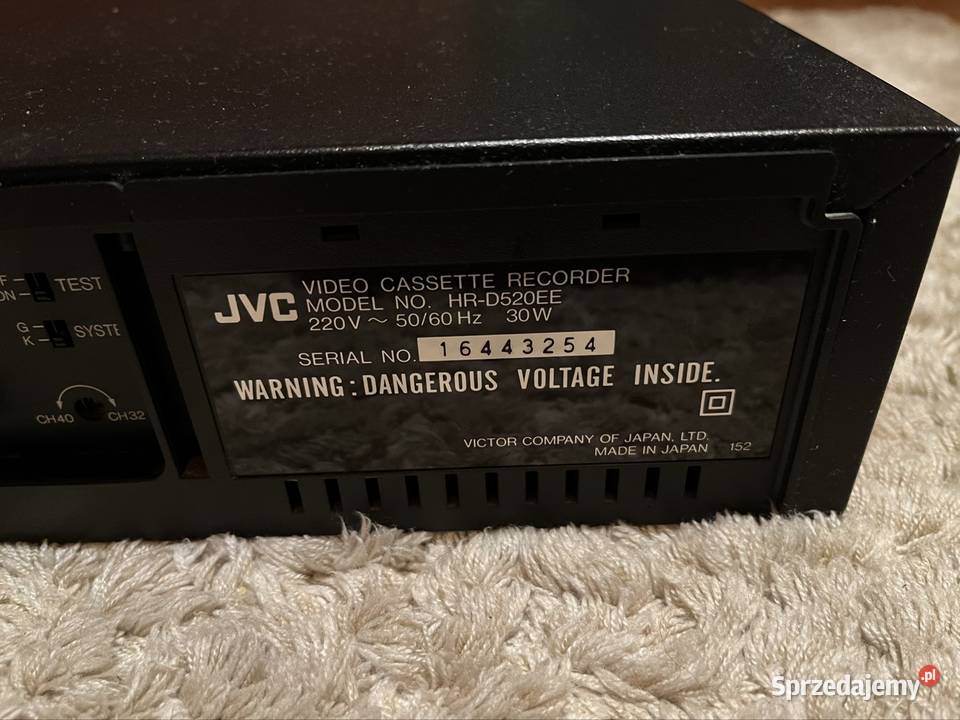 TEST
ON
G
K
CH40 CH32
JVC
VIDEO CASSETTE RECORDER
MODEL NO. HR-D520EE
220V ~ 50/60Hz 30W
SERIAL NO. 16443254
WARNING: DANGEROUS VOLTAGE INSIDE.
VICTOR COMPANY OF JAPAN, LTD.
MADE IN JAPAN 152
Sprzedajemy.pl